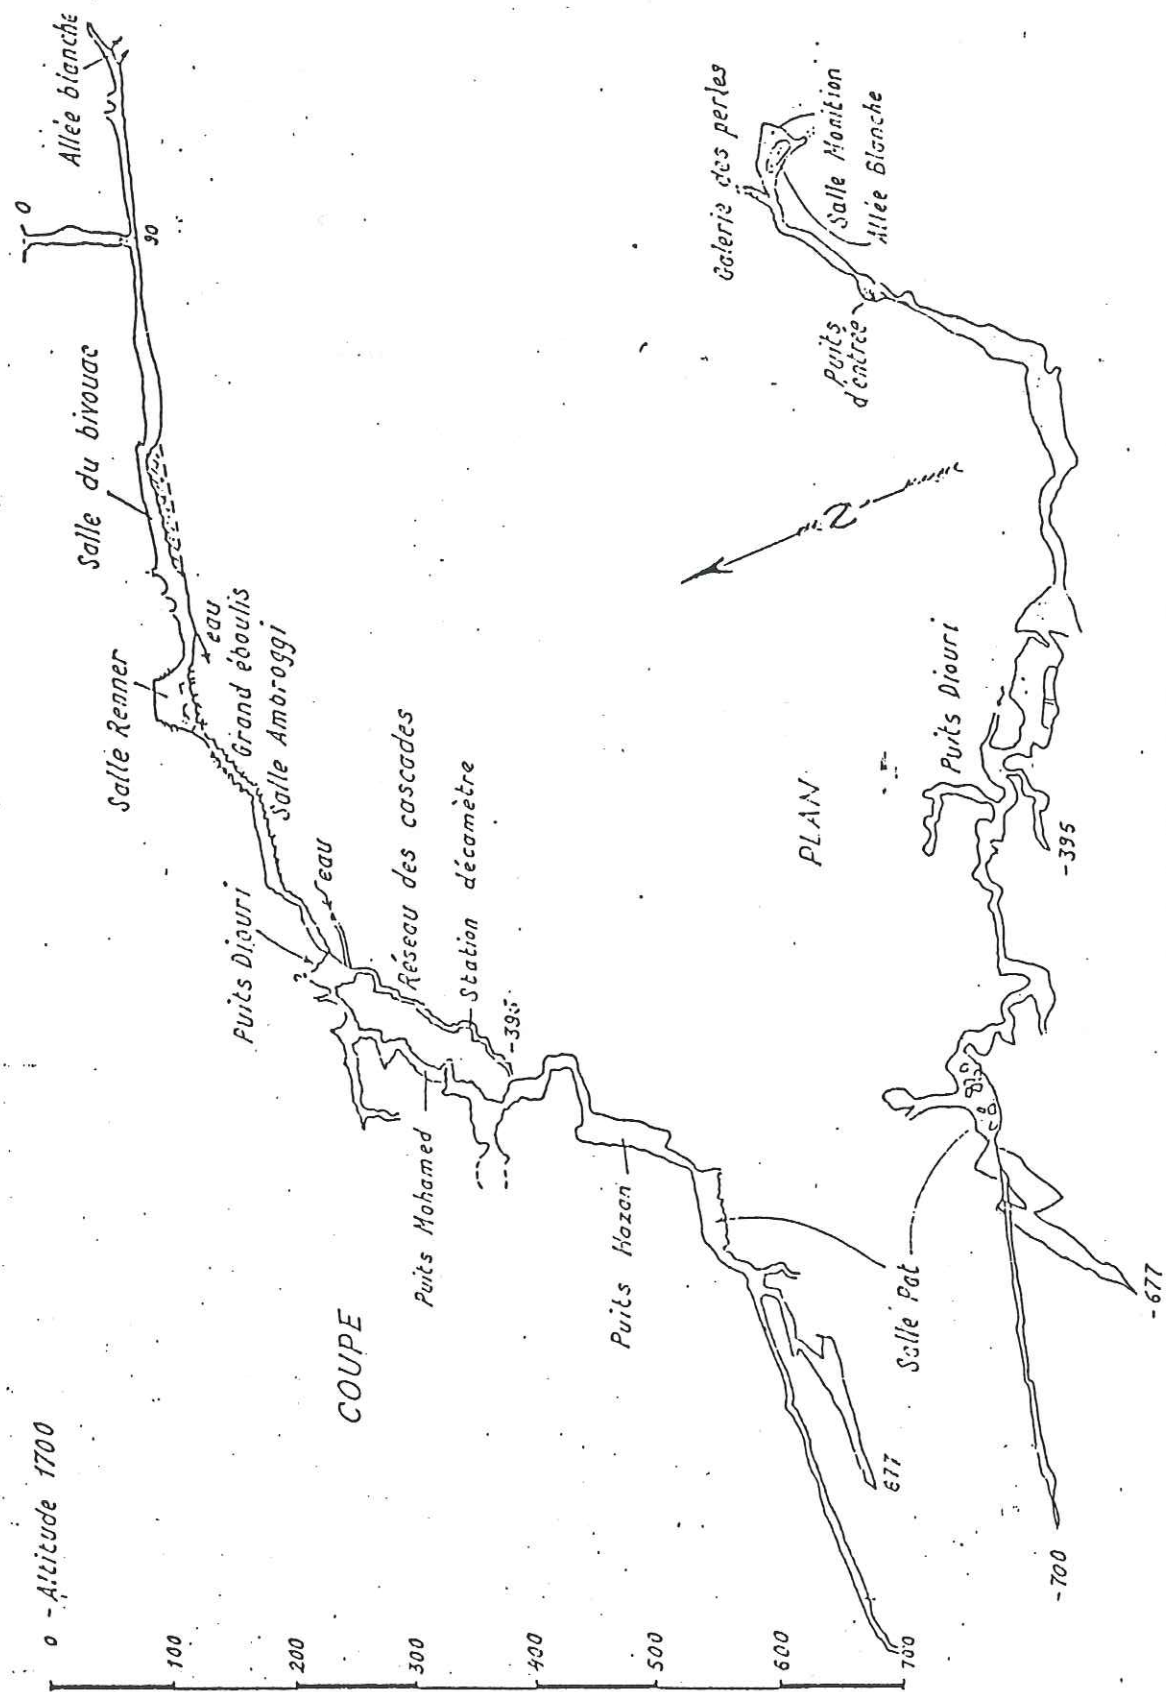 0 - Altitude 1700
100
200
300
400
500
600
700
COUPE
Allée blanche
0
90
Salle du bivouac
Salle Renner
eau
Grand éboulis
Salle Ambroggi
Puits Diouri
?
eau
Réseau des cascades
Station décamètre
-395
Puits Mohamed
Puits Hazan
Salle Pat
677
PLAN
N
Galerie des perles
Salle Monition
Allée Blanche
Puits
d'entrée
Puits Diouri
-395
-677
-700